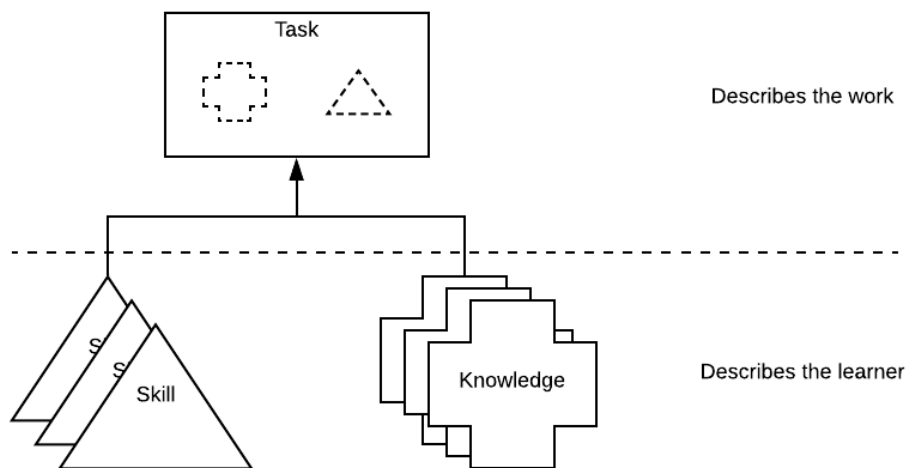 Task
Describes the work
Skill
Knowledge
Describes the learner